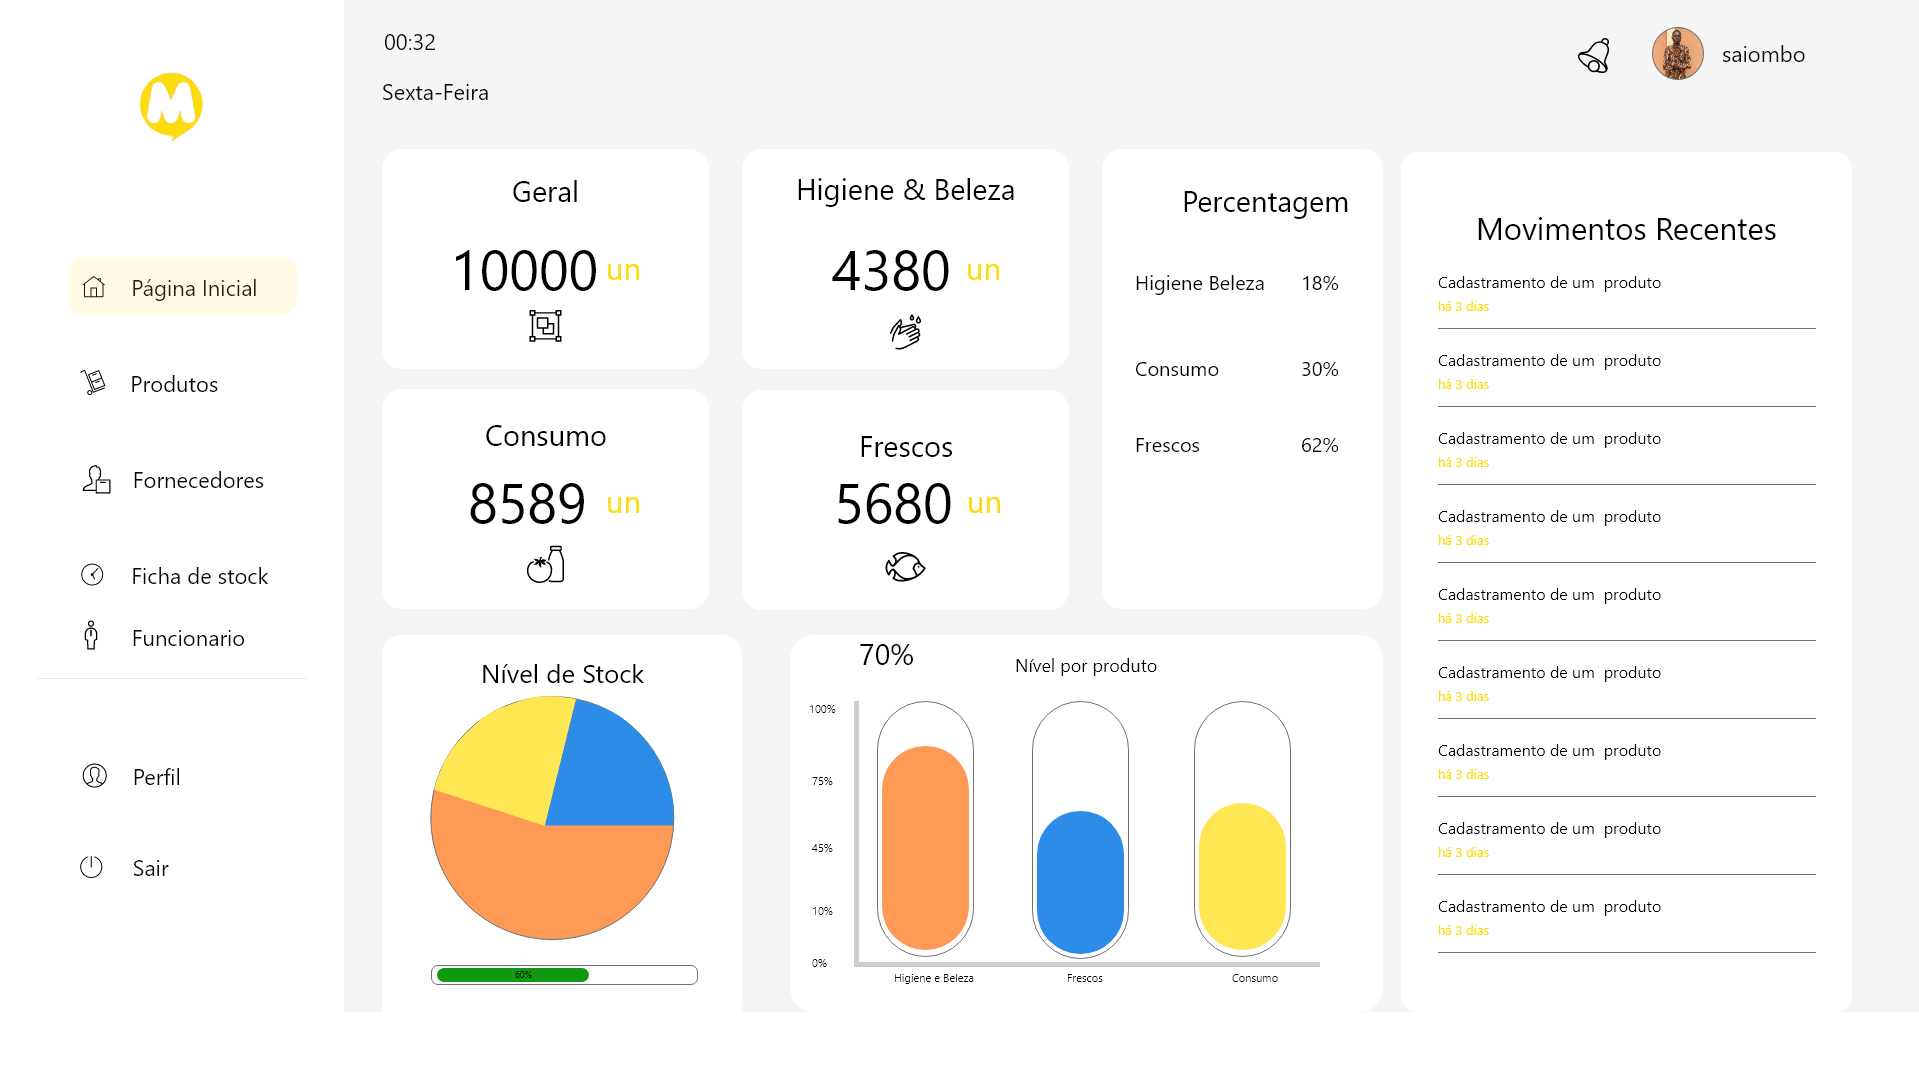 M
Página Inicial
Produtos
Fornecedores
Ficha de stock
Funcionario
Perfil
Sair
00:32
Sexta-Feira
saiombo
Geral
10000 un
Higiene & Beleza
4380 un
Consumo
8589 un
Frescos
5680 un
Percentagem
Higiene Beleza 18%
Consumo 30%
Frescos 62%
Nível de Stock
60%
70%
Nível por produto
100%
75%
45%
10%
0%
Higiene e Beleza Frescos Consumo
Movimentos Recentes
Cadastramento de um produto
há 3 dias
Cadastramento de um produto
há 3 dias
Cadastramento de um produto
há 3 dias
Cadastramento de um produto
há 3 dias
Cadastramento de um produto
há 3 dias
Cadastramento de um produto
há 3 dias
Cadastramento de um produto
há 3 dias
Cadastramento de um produto
há 3 dias
Cadastramento de um produto
há 3 dias